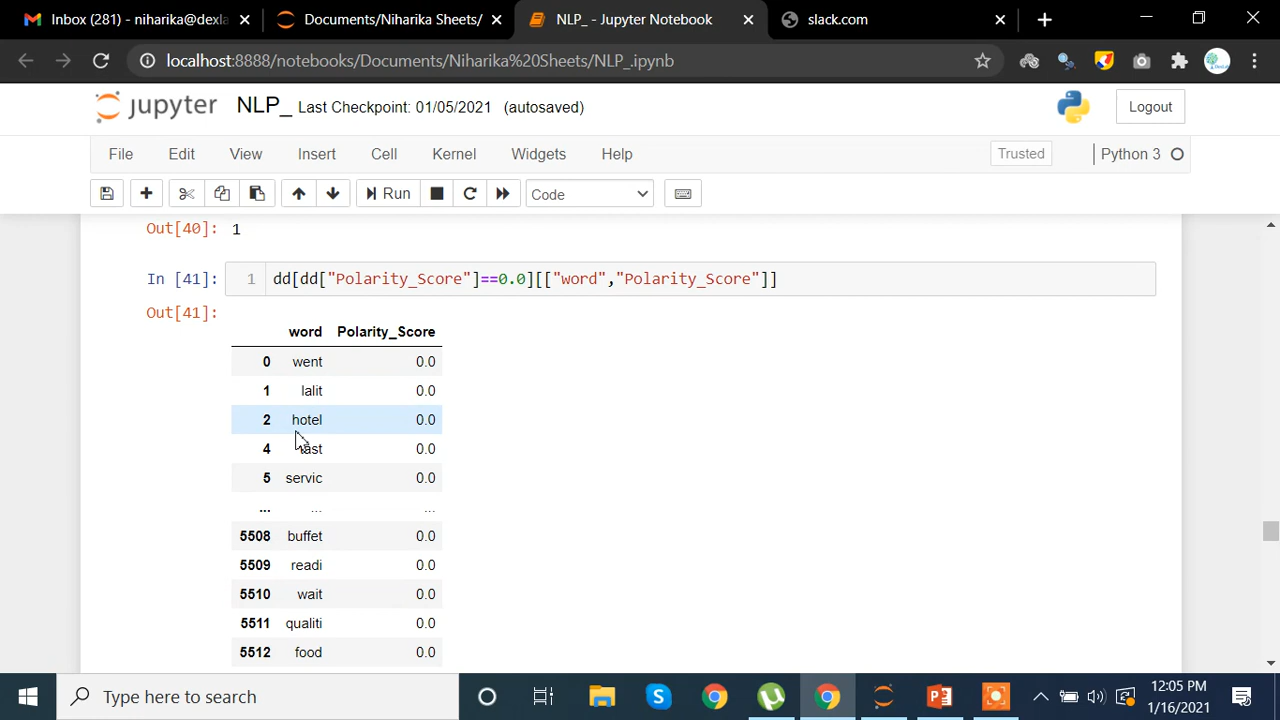 Inbox (281) - niharika@dexla
Documents/Niharika Sheets/
NLP_ - Jupyter Notebook
slack.com
localhost:8888/notebooks/Documents/Niharika%20Sheets/NLP_.ipynb
jupyter NLP_ Last Checkpoint: 01/05/2021 (autosaved)
Logout
File Edit View Insert Cell Kernel Widgets Help
Trusted
Python 3
Run
Code
Out[40]: 1
In [41]: 1 dd[dd["Polarity_Score"]==0.0][["word","Polarity_Score"]]
Out[41]:
word Polarity_Score
0 went 0.0
1 lalit 0.0
2 hotel 0.0
4 0.0
5 servic 0.0
... ... ...
5508 buffet 0.0
5509 readi 0.0
5510 wait 0.0
5511 qualiti 0.0
5512 food 0.0
Type here to search
12:05 PM
1/16/2021